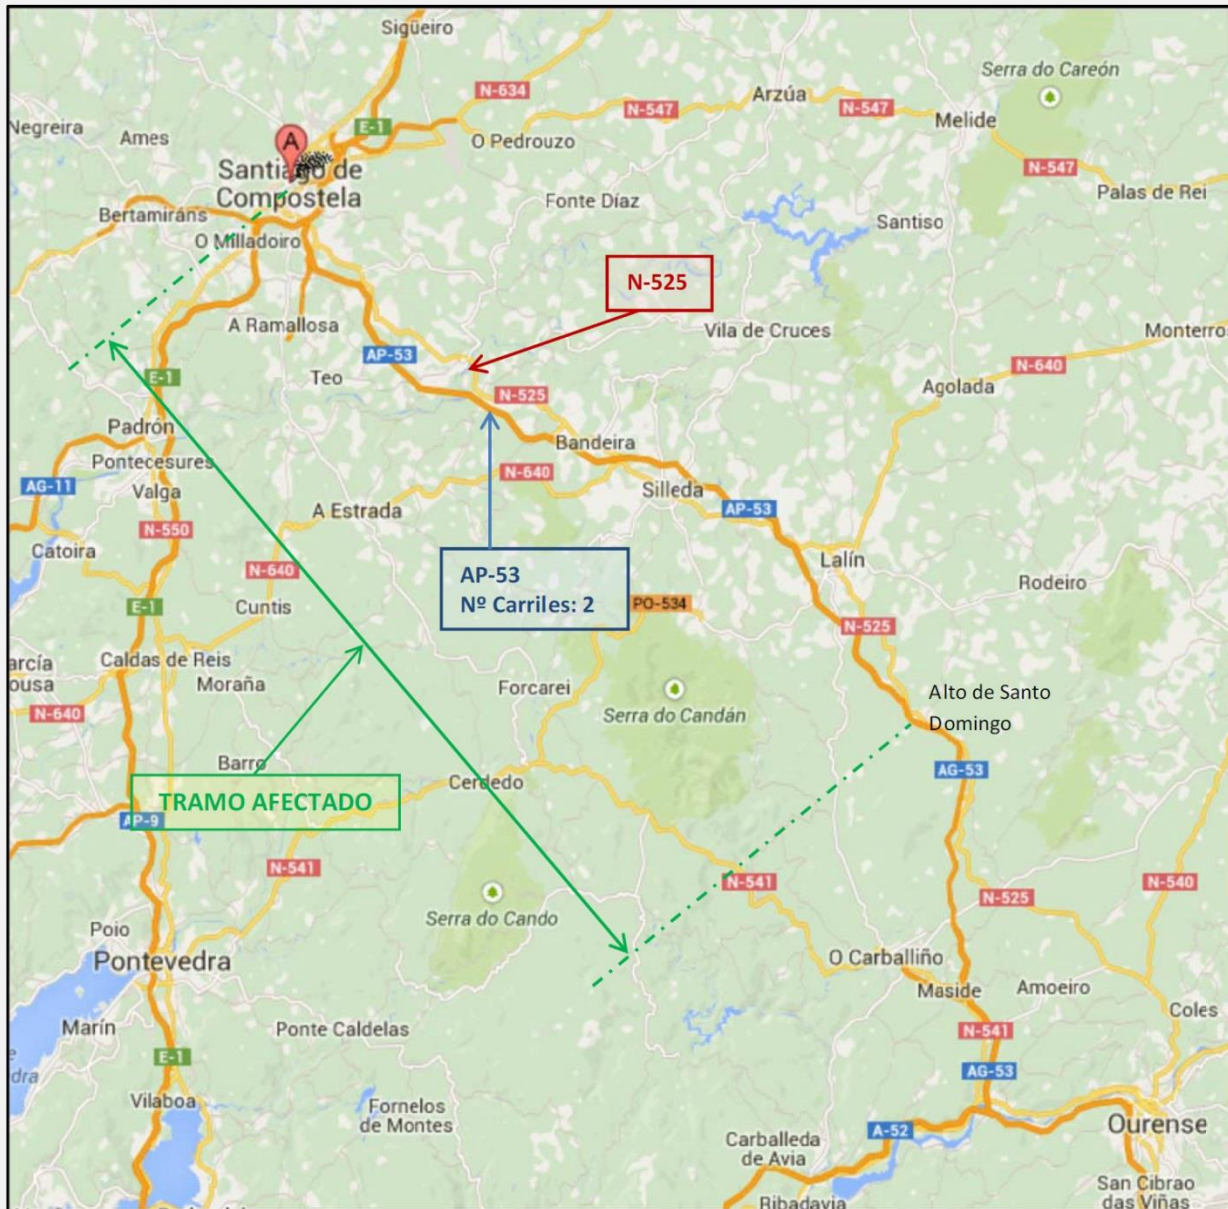 Sigüeiro
Serra do Careón
N-634
Arzúa
N-547
N-547
Melide
Negreira
Ames
E-1
O Pedrouzo
A
Santiago de
Compostela
N-547
Palas de Rei
Bertamiráns
Fonte Díaz
Santiso
O Milladoiro
N-525
A Ramallosa
Vila de Cruces
Monterro
AP-53
N-640
E-1
Teo
N-525
Agolada
Padrón
Bandeira
Pontecesures
N-640
AG-11
Valga
Silleda
A Estrada
AP-53
N-550
Catoira
Lalín
N-640
AP-53
Nº Carriles: 2
Rodeiro
E-1
Cuntis
PO-534
N-525
arcía
ousa
Caldas de Reis
Moraña
Forcarei
Alto de Santo
Domingo
N-640
Serra do Candán
Barro
Cerdedo
AG-53
TRAMO AFECTADO
AP-9
N-541
N-541
N-525
N-540
Serra do Cando
Poio
Pontevedra
O Carballiño
Maside
Amoeiro
Coles
Marín
Ponte Caldelas
N-541
E-1
dra
AG-53
Vilaboa
Fornelos
de Montes
A-52
Ourense
Carballeda
de Avia
San Cibrao
das Viñas
Ribadavia